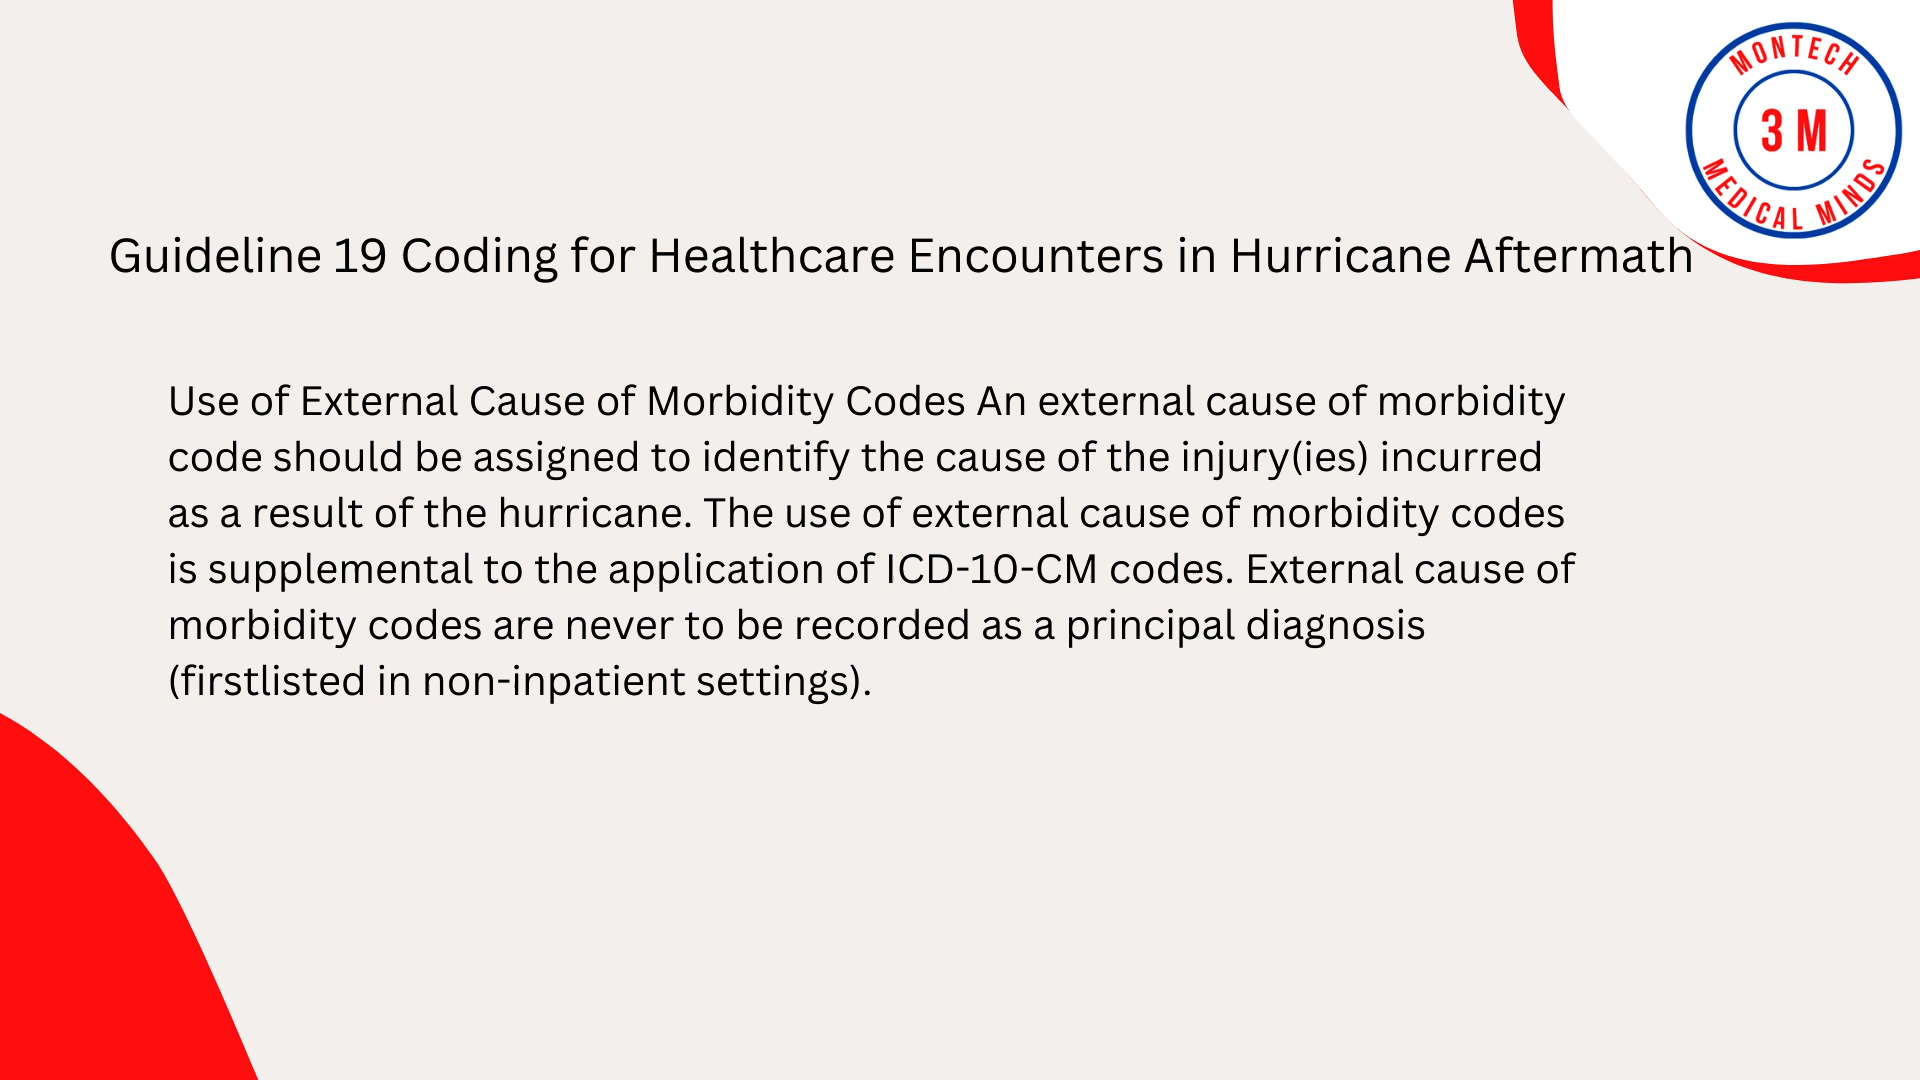 MONTECH
3 M
MEDICAL MINDS
Guideline 19 Coding for Healthcare Encounters in Hurricane Aftermath
Use of External Cause of Morbidity Codes An external cause of morbidity
code should be assigned to identify the cause of the injury(ies) incurred
as a result of the hurricane. The use of external cause of morbidity codes
is supplemental to the application of ICD-10-CM codes. External cause of
morbidity codes are never to be recorded as a principal diagnosis
(firstlisted in non-inpatient settings).